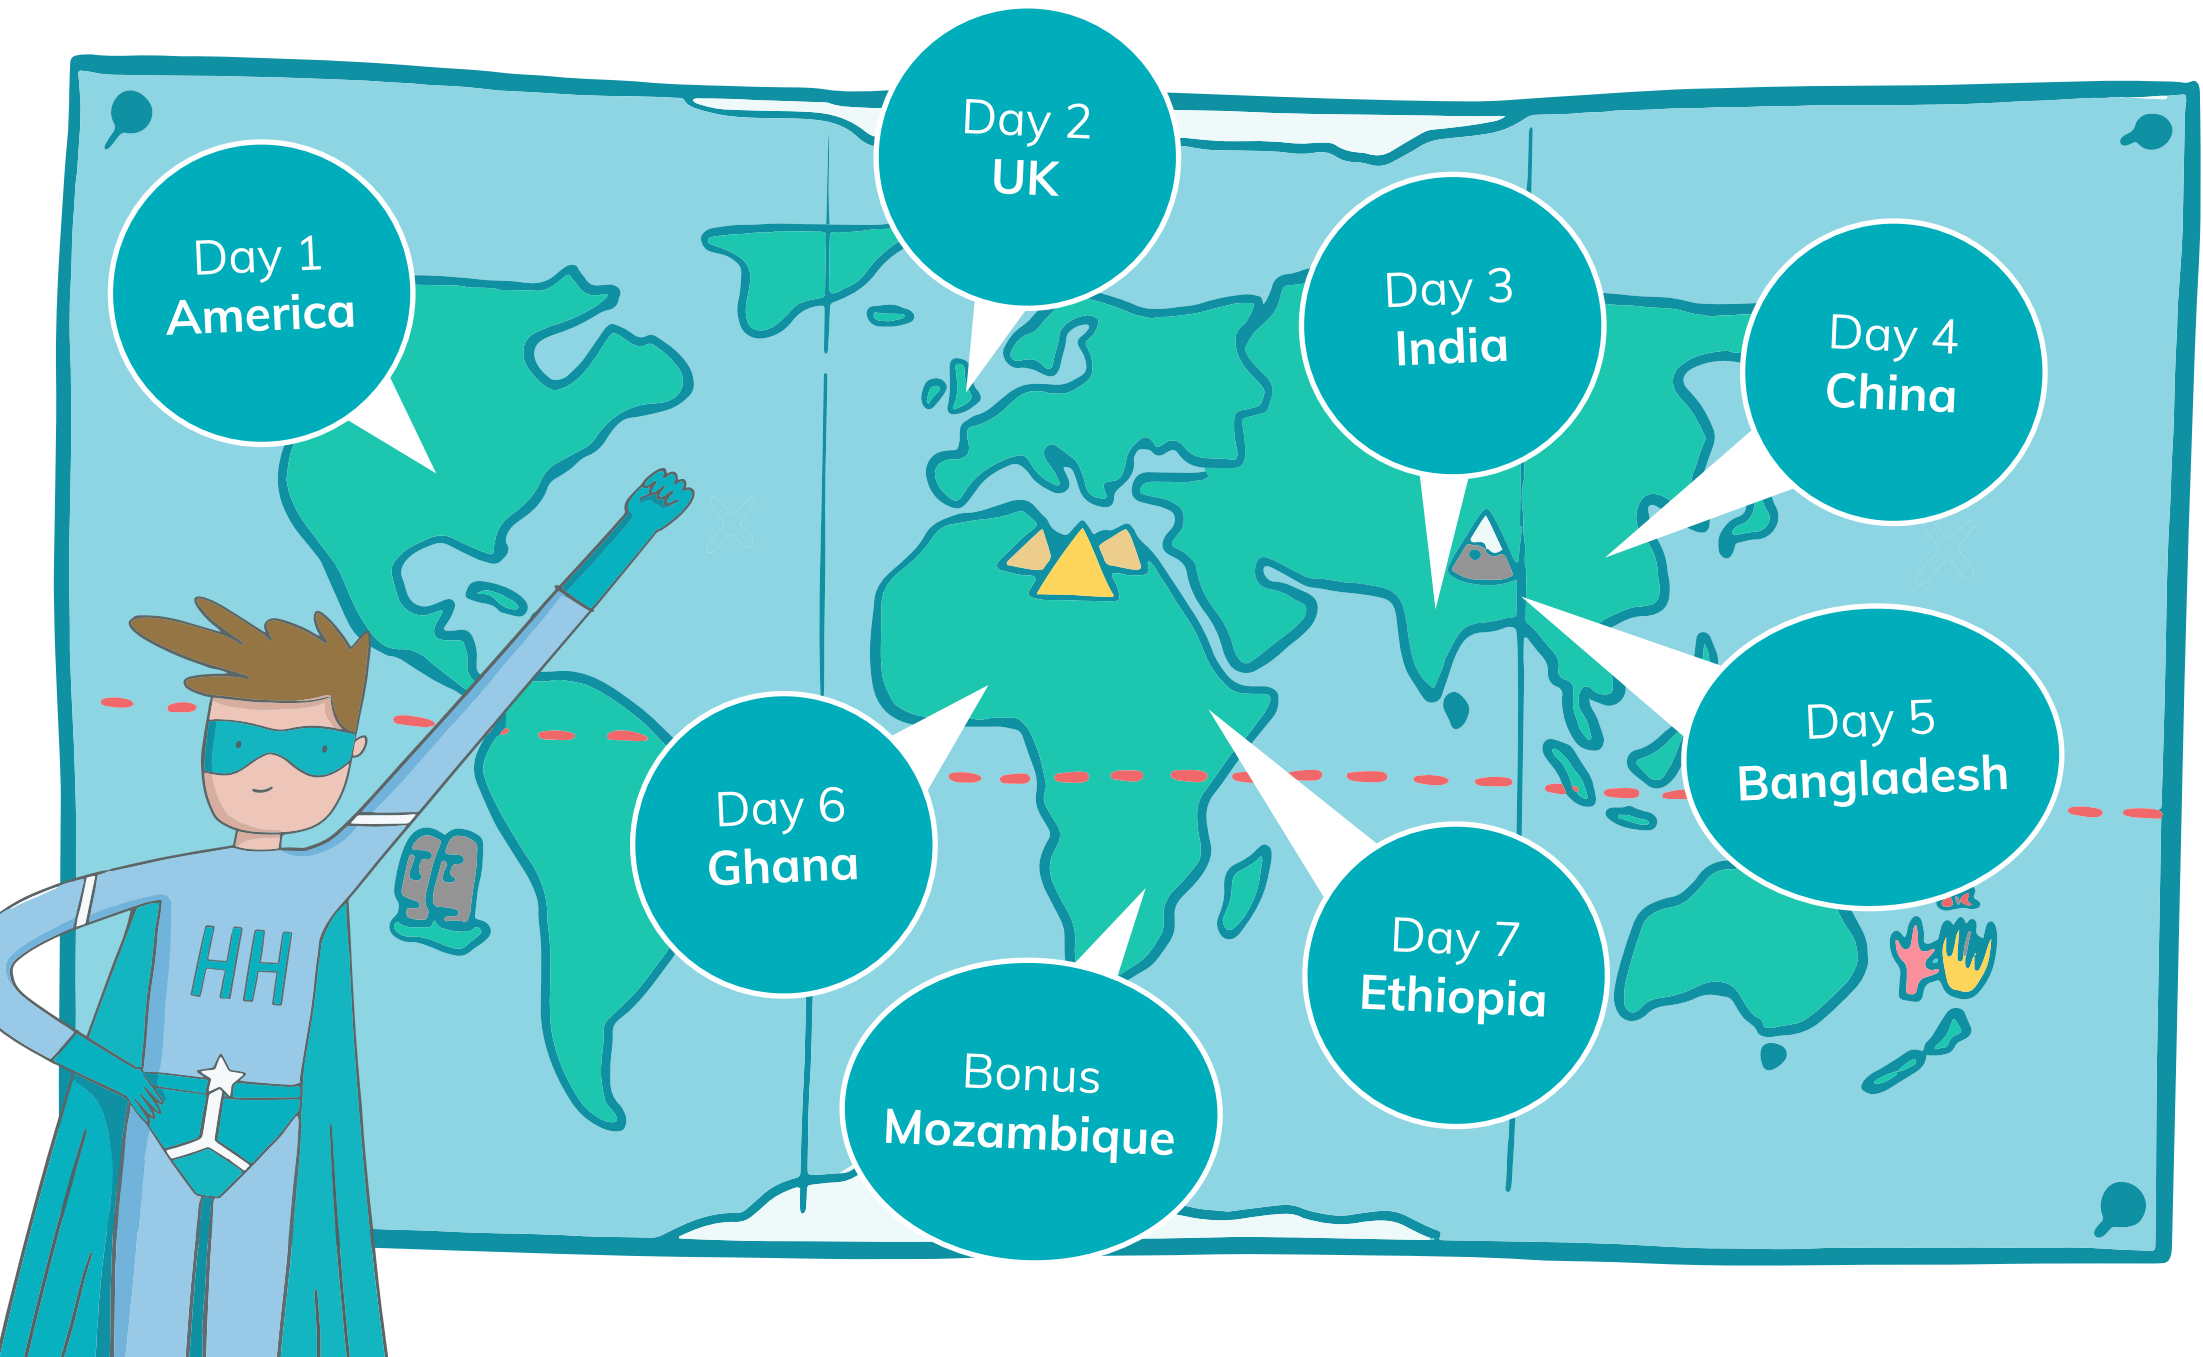 Day 1
America
Day 2
UK
Day 3
India
Day 4
China
Day 5
Bangladesh
Day 6
Ghana
Day 7
Ethiopia
Bonus
Mozambique
HH